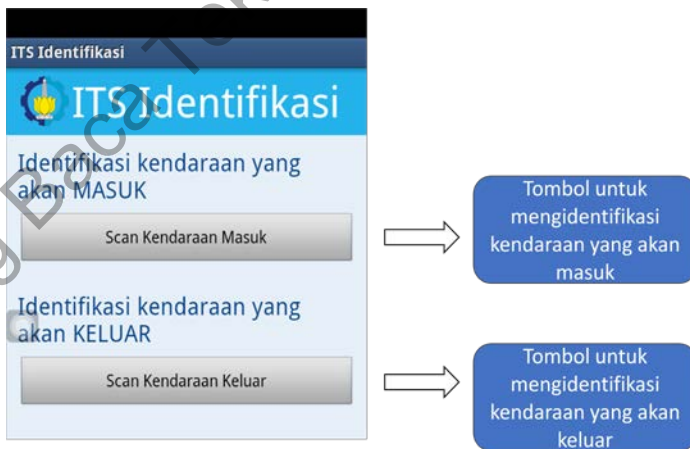 ITS Identifikasi
ITS Identifikasi
Identifikasi kendaraan yang
akan MASUK
Scan Kendaraan Masuk
Tombol untuk
mengidentifikasi
kendaraan yang akan
masuk
Identifikasi kendaraan yang
akan KELUAR
Scan Kendaraan Keluar
Tombol untuk
mengidentifikasi
kendaraan yang akan
keluar
Baca